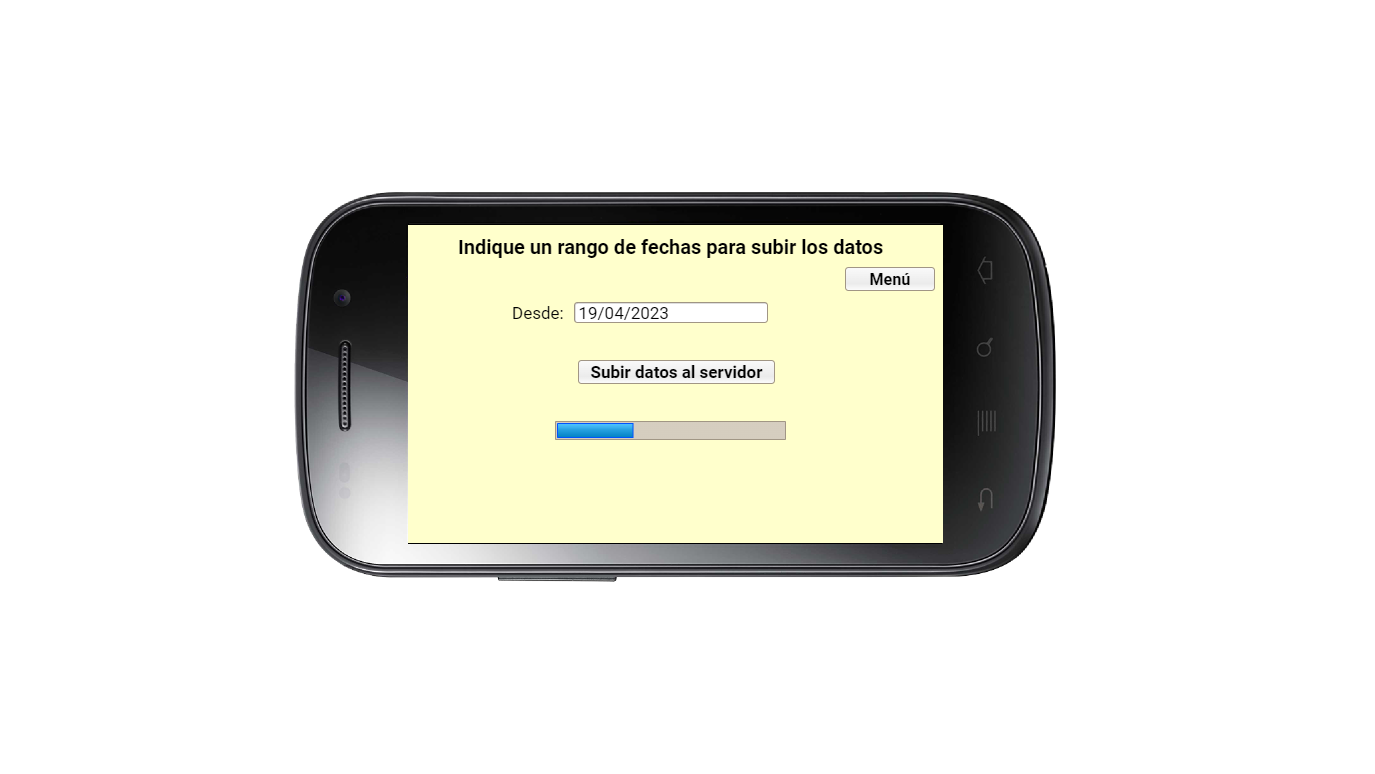 Indique un rango de fechas para subir los datos
Menú
Desde: 19/04/2023
Subir datos al servidor